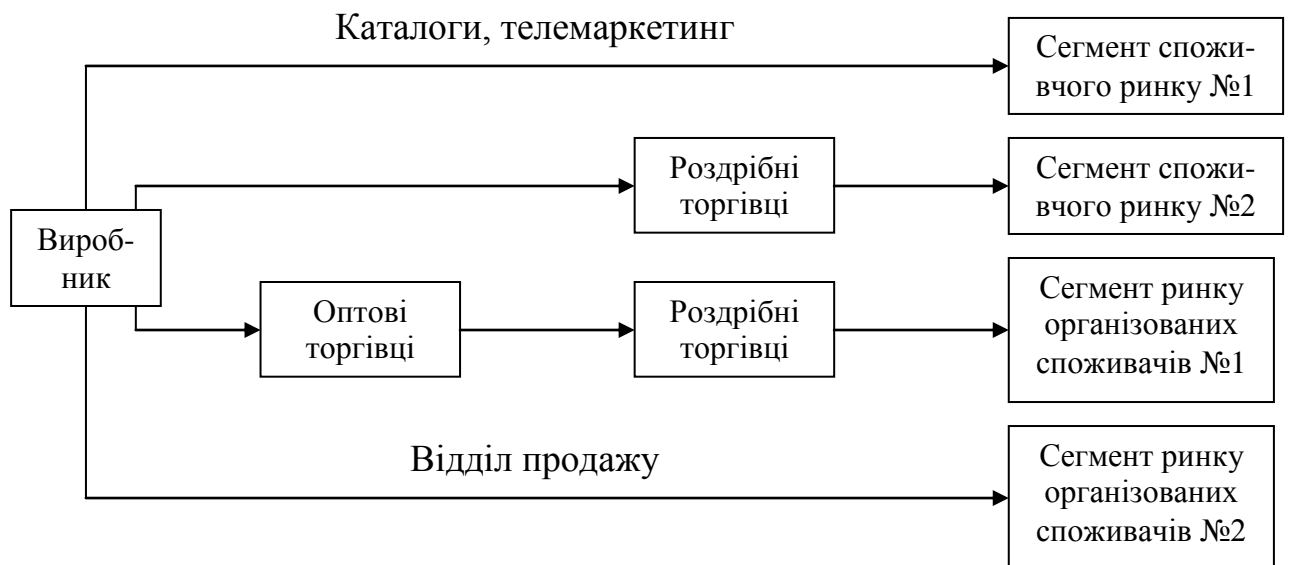 Каталоги, телемаркетинг
Сегмент спожи-
вчого ринку №1
Роздрібні
торгівці
Сегмент спожи-
вчого ринку №2
Вироб-
ник
Оптові
торгівці
Роздрібні
торгівці
Сегмент ринку
організованих
споживачів №1
Відділ продажу
Сегмент ринку
організованих
споживачів №2